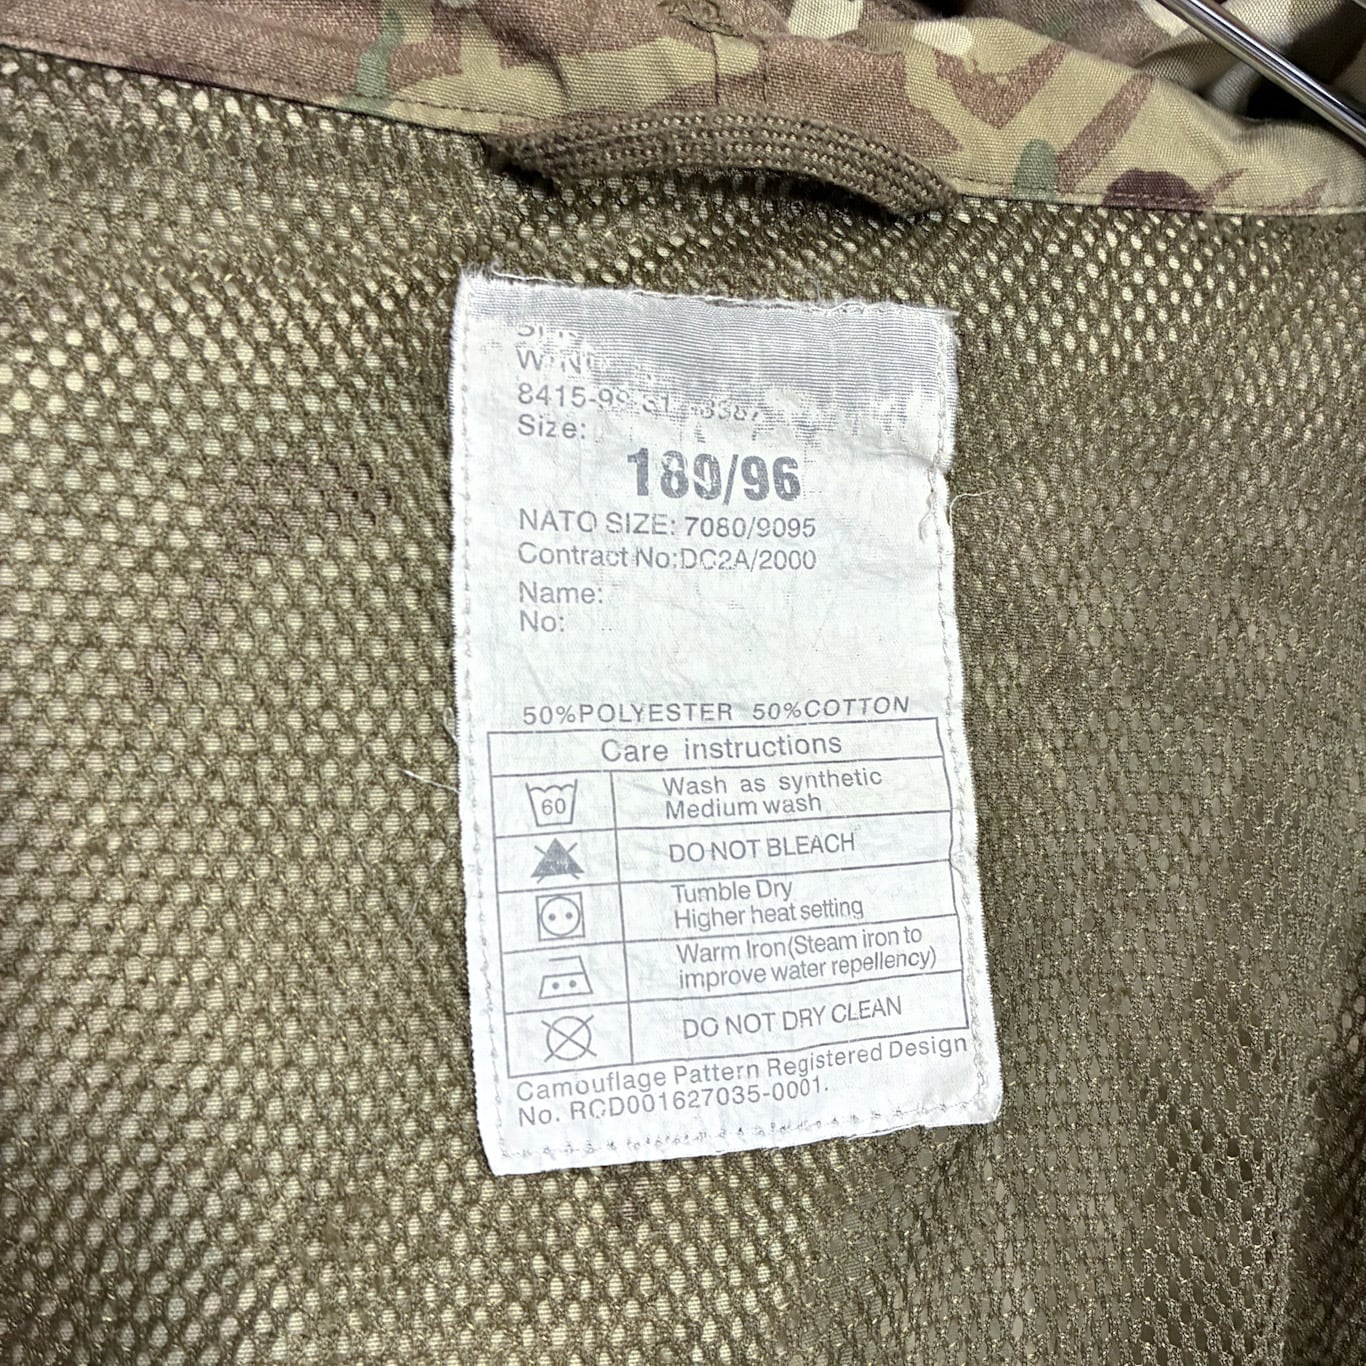 8415-99-
Size:
180/96
NATO SIZE: 7080/9095
Contract No:DC2A/2000
Name:
No:
50%POLYESTER 50%COTTON
Care instructions
60
Wash as synthetic
Medium wash
DO NOT BLEACH
Tumble Dry
Higher heat setting
Warm Iron(Steam iron to
improve water repellency)
DO NOT DRY CLEAN
Camouflage Pattern Registered Design
No. RCD001627035-0001.